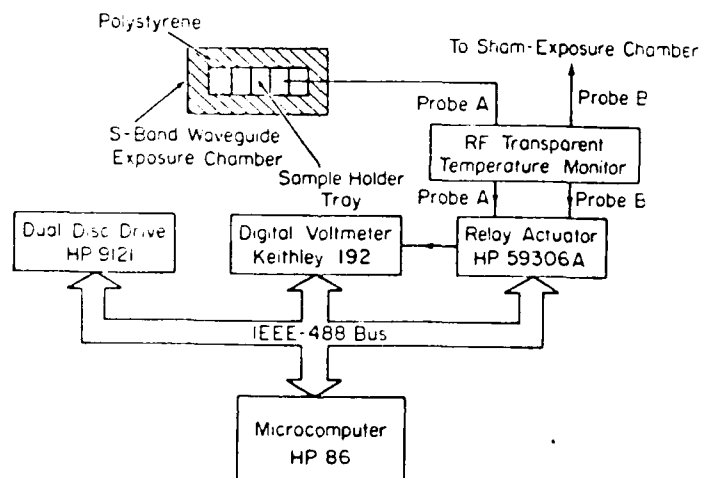 Polystyrene
To Sham-Exposure Chamber
Probe A
Probe B
S-Band Waveguide
Exposure Chamber
RF Transparent
Temperature Monitor
Sample Holder
Tray
Probe A
Probe B
Dual Disc Drive
HP 9121
Digital Voltmeter
Keithley 192
Relay Actuator
HP 59306A
IEEE-488 Bus
Microcomputer
HP 86